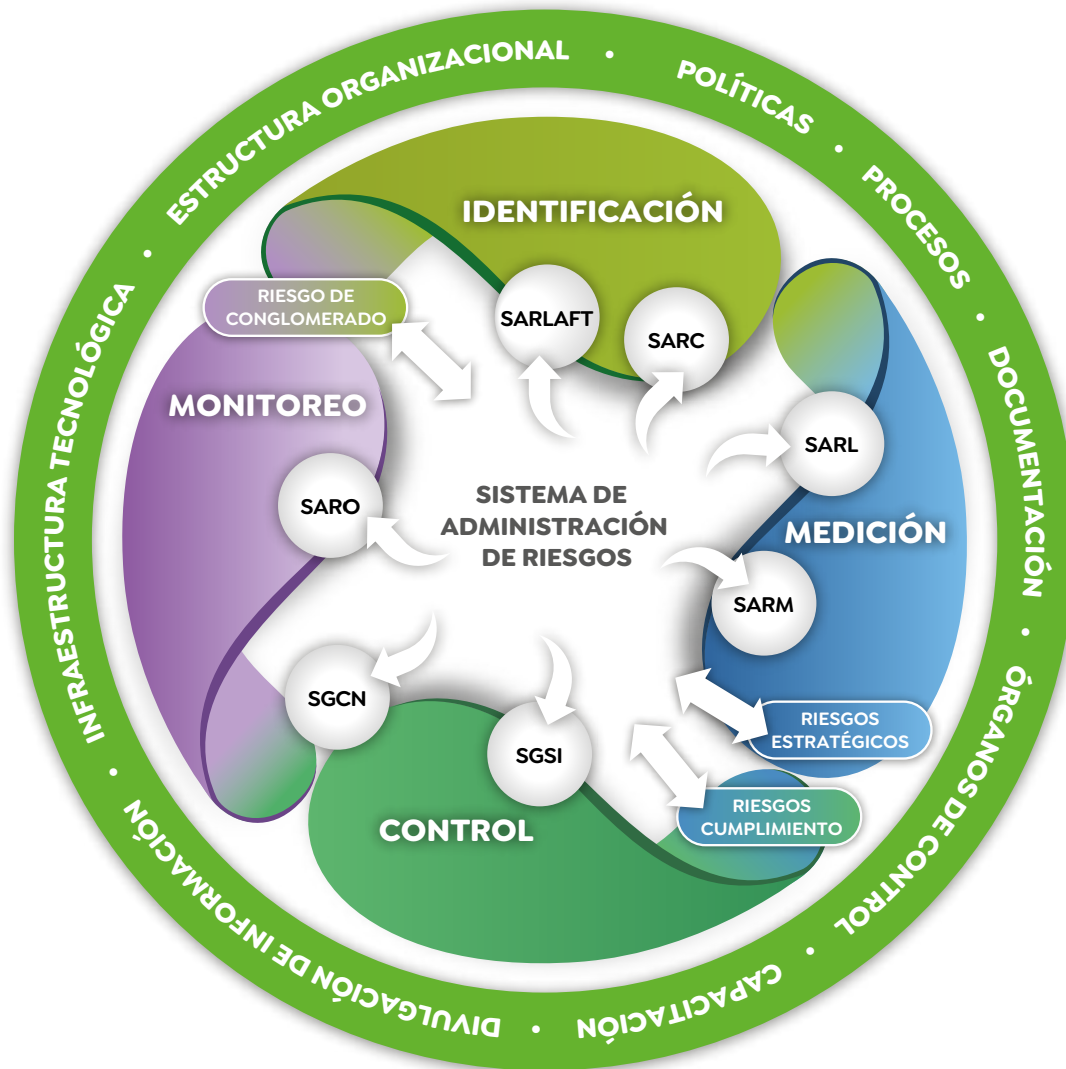 ESTRUCTURA ORGANIZACIONAL •
POLÍTICAS •
PROCESOS •
DOCUMENTACIÓN •
ÓRGANOS DE CONTROL •
CAPACITACIÓN •
DIVULGACIÓN DE INFORMACIÓN •
INFRAESTRUCTURA TECNOLÓGICA •
IDENTIFICACIÓN
RIESGO DE
CONGLOMERADO
SARLAFT
SARC
MONITOREO
SARL
SARO
SISTEMA DE
ADMINISTRACIÓN
DE RIESGOS
MEDICIÓN
SARM
SGCN
SGSI
RIESGOS
ESTRATÉGICOS
RIESGOS
CUMPLIMIENTO
CONTROL